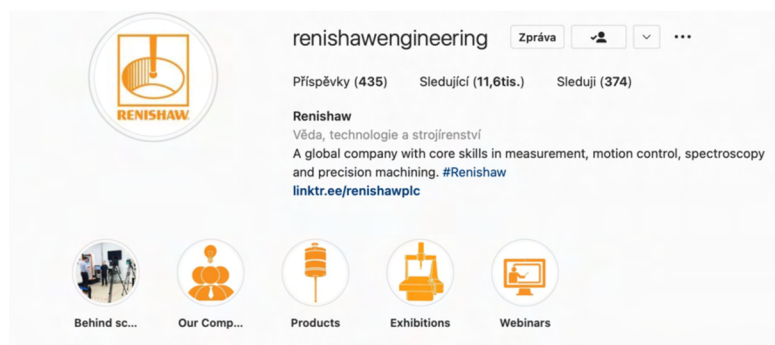 renishawengineering Zpráva
Příspěvky (435) Sledující (11,6tis.) Sleduji (374)
RENISHAW.
Renishaw
Věda, technologie a strojírenství
A global company with core skills in measurement, motion control, spectroscopy
and precision machining. #Renishaw
linktr.ee/renishawplc
Behind sc... Our Comp... Products Exhibitions Webinars